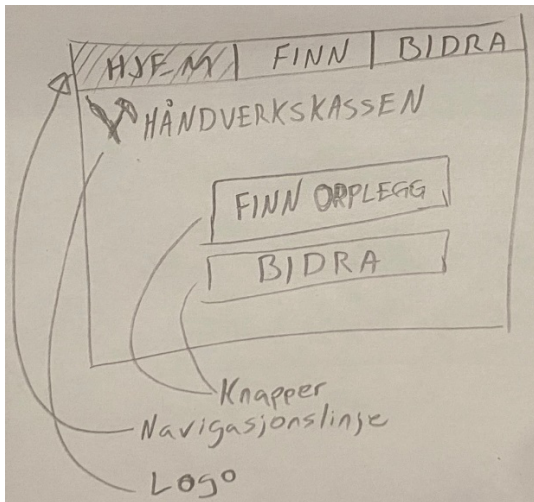 HJEM | FINN | BIDRA
HÅNDVERKSKASSEN
FINN OPPLEGG
BIDRA
Knapper
Navigasjonslinje
Logo